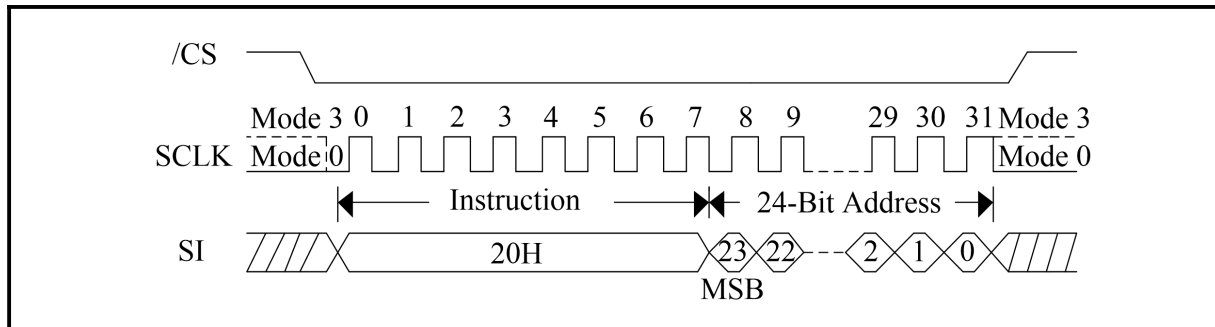 /CS
Mode 3 0 1 2 3 4 5 6 7 8 9 29 30 31 Mode 3
SCLK Mode 0 Mode 0
Instruction 24-Bit Address
SI 20H 23 22 2 1 0
MSB